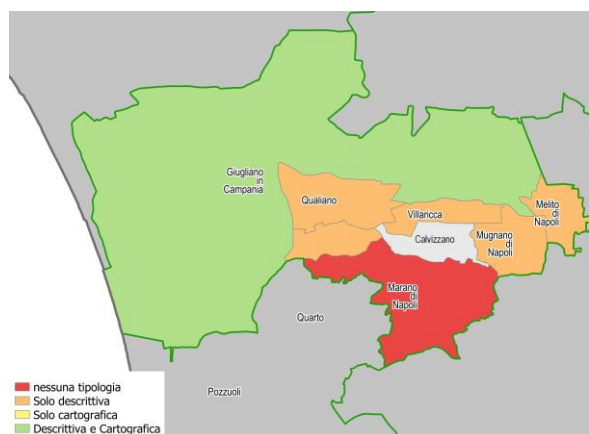 Giugliano
in
Campania
Qualiano
Villaricca
Melito
di
Napoli
Calvizzano
Mugnano
di
Napoli
Marano
di
Napoli
Quarto
Pozzuoli
nessuna tipologia
Solo descrittiva
Solo cartografica
Descrittiva e Cartografica